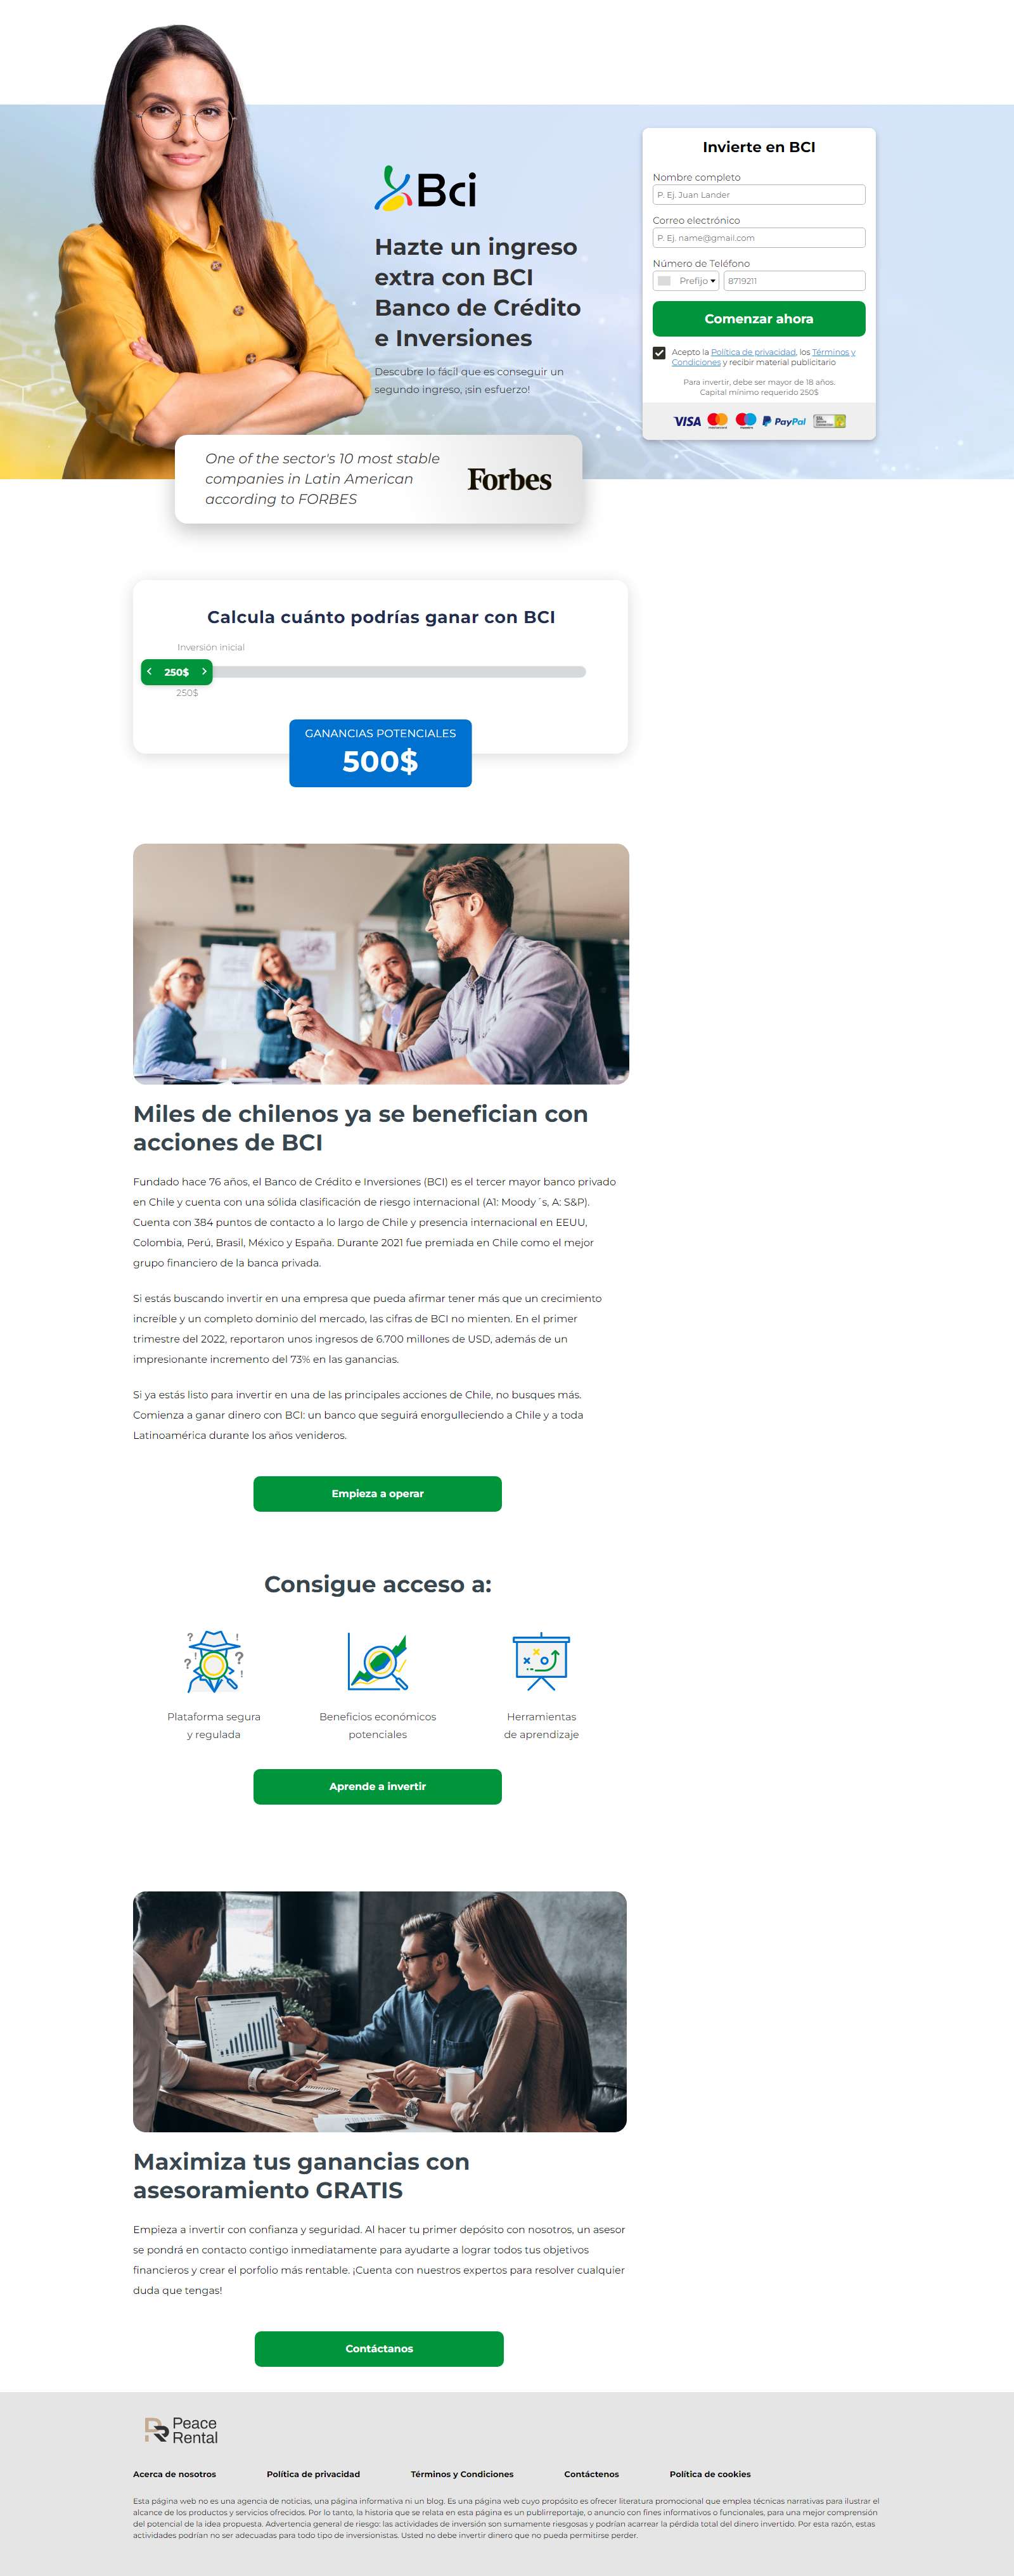 Bci
Hazte un ingreso
extra con BCI
Banco de Crédito
e Inversiones
Descubre lo fácil que es conseguir un
segundo ingreso, ¡sin esfuerzo!
One of the sector's 10 most stable
companies in Latin American
according to FORBES
Forbes
Invierte en BCI
Nombre completo
P. Ej. Juan Lander
Correo electrónico
P. Ej. name@gmail.com
Número de Teléfono
Prefijo
8719211
Comenzar ahora
Acepto la Política de privacidad, los Términos y
Condiciones y recibir material publicitario
Para invertir, debe ser mayor de 18 años.
Capital mínimo requerido 250$
VISA
PayPal
Calcula cuánto podrías ganar con BCI
Inversión inicial
250$
250$
GANANCIAS POTENCIALES
500$
Miles de chilenos ya se benefician con
acciones de BCI
Fundado hace 76 años, el Banco de Crédito e Inversiones (BCI) es el tercer mayor banco privado
en Chile y cuenta con una sólida clasificación de riesgo internacional (A1: Moody´s, A: S&P).
Cuenta con 384 puntos de contacto a lo largo de Chile y presencia internacional en EEUU,
Colombia, Perú, Brasil, México y España. Durante 2021 fue premiada en Chile como el mejor
grupo financiero de la banca privada.
Si estás buscando invertir en una empresa que pueda afirmar tener más que un crecimiento
increíble y un completo dominio del mercado, las cifras de BCI no mienten. En el primer
trimestre del 2022, reportaron unos ingresos de 6.700 millones de USD, además de un
impresionante incremento del 73% en las ganancias.
Si ya estás listo para invertir en una de las principales acciones de Chile, no busques más.
Comienza a ganar dinero con BCI: un banco que seguirá enorgulleciendo a Chile y a toda
Latinoamérica durante los años venideros.
Empieza a operar
Consigue acceso a:
Plataforma segura
y regulada
Beneficios económicos
potenciales
Herramientas
de aprendizaje
Aprende a invertir
Maximiza tus ganancias con
asesoramiento GRATIS
Empieza a invertir con confianza y seguridad. Al hacer tu primer depósito con nosotros, un asesor
se pondrá en contacto contigo inmediatamente para ayudarte a lograr todos tus objetivos
financieros y crear el porfolio más rentable. ¡Cuenta con nuestros expertos para resolver cualquier
duda que tengas!
Contáctanos
Peace
Rental
Acerca de nosotros
Política de privacidad
Términos y Condiciones
Contáctenos
Política de cookies
Esta página web no es una agencia de noticias, una página informativa ni un blog. Es una página web cuyo propósito es ofrecer literatura promocional que emplea técnicas narrativas para ilustrar el
alcance de los productos y servicios ofrecidos. Por lo tanto, la historia que se relata en esta página es un publirreportaje, o anuncio con fines informativos o funcionales, para una mejor comprensión
del potencial de la idea propuesta. Advertencia general de riesgo: las actividades de inversión son sumamente riesgosas y podrían acarrear la pérdida total del dinero invertido. Por esta razón, estas
actividades podrían no ser adecuadas para todo tipo de inversionistas. Usted no debe invertir dinero que no pueda permitirse perder.